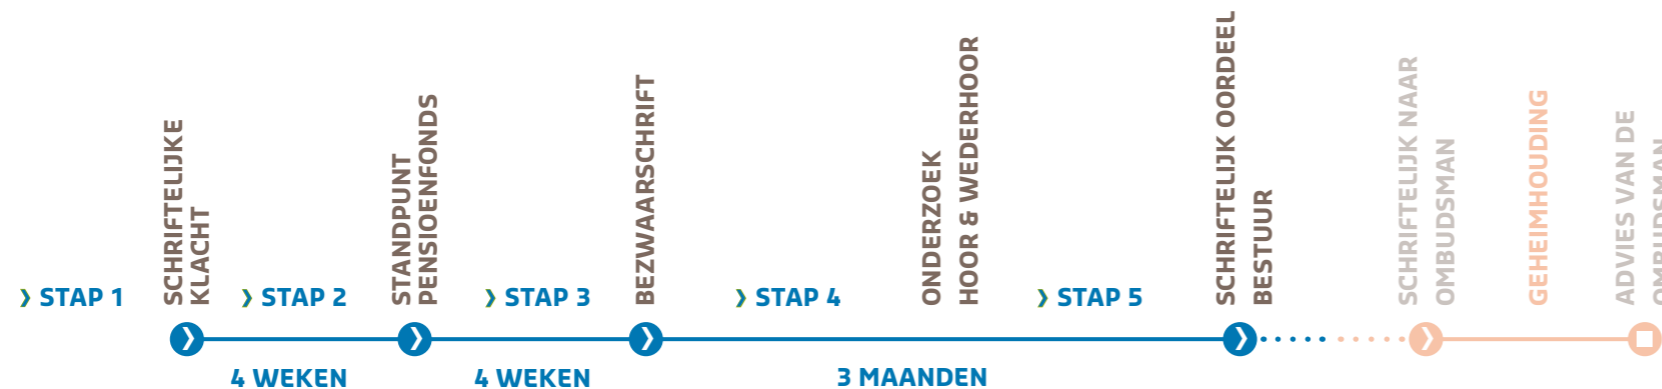 › STAP 1
SCHRIFTELIJKE
KLACHT
› STAP 2
STANDPUNT
PENSIOENFONDS
› STAP 3
BEZWAARSCHRIFT
› STAP 4
ONDERZOEK
HOOR & WEDERHOOR
› STAP 5
SCHRIFTELIJK OORDEEL
BESTUUR
SCHRIFTELIJK NAAR
OMBUDSMAN
GEHEIMHOUDING
ADVIES VAN DE
OMBUDSMAN
4 WEKEN
4 WEKEN
3 MAANDEN